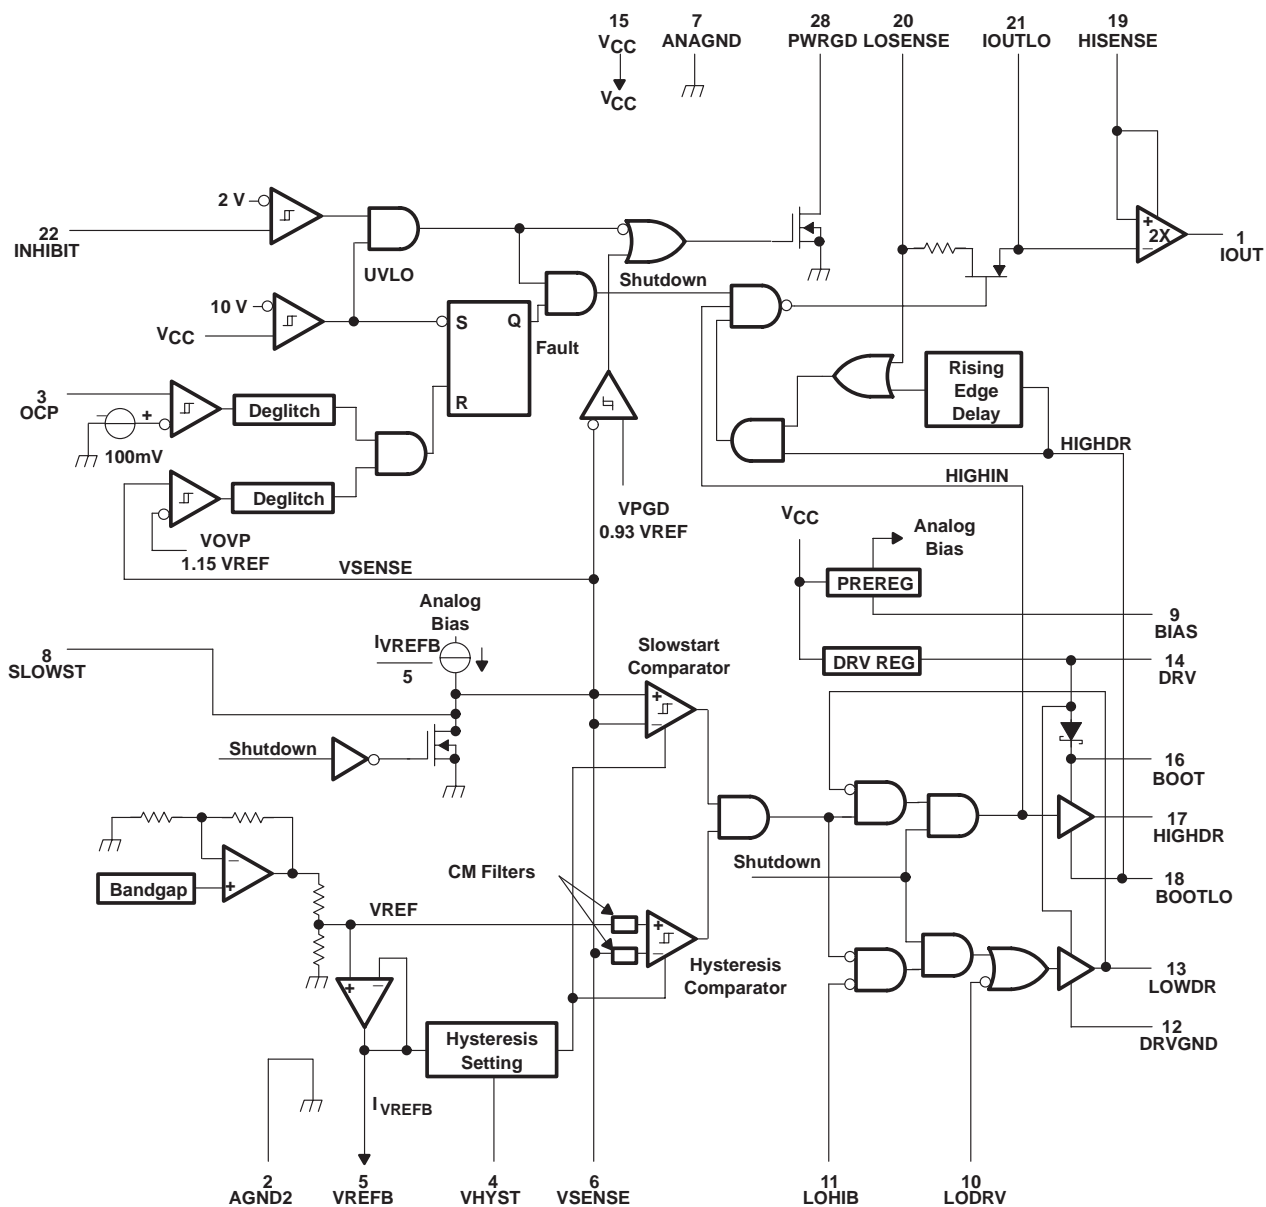 15
VCC
VCC
7
ANAGND
28
PWRGD
20
LOSENSE
21
IOUTLO
19
HISENSE
2 V
22
INHIBIT
UVLO
+
2X
−
1
IOUT
10 V
VCC
S
Q
R
Fault
Shutdown
3
OCP
−
+
100mV
Deglitch
Deglitch
Rising
Edge
Delay
HIGHDR
HIGHIN
VOVP
1.15 VREF
VPGD
0.93 VREF
VSENSE
VCC
Analog
Bias
PREREG
9
BIAS
Analog
Bias
IVREFB
5
8
SLOWST
Slowstart
Comparator
+
−
DRV REG
14
DRV
Shutdown
16
BOOT
17
HIGHDR
18
BOOTLO
Shutdown
Bandgap
−
+
CM Filters
VREF
+
−
Hysteresis
Comparator
+
−
13
LOWDR
12
DRVGND
Hysteresis
Setting
IVREFB
2
AGND2
5
VREFB
4
VHYST
6
VSENSE
11
LOHIB
10
LODRV